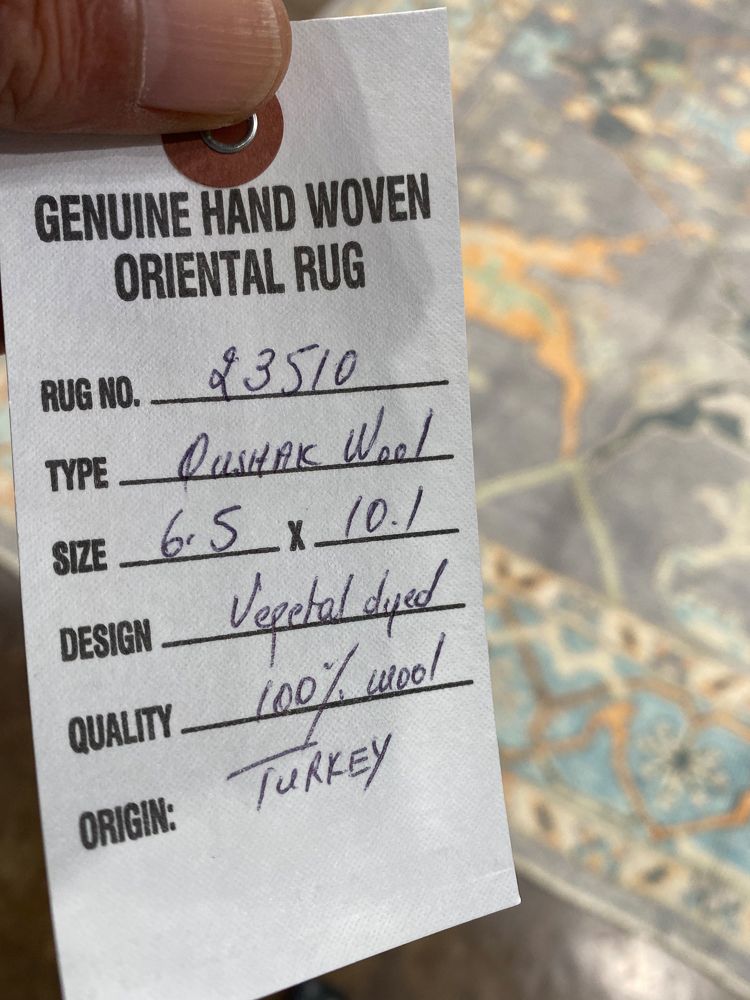 GENUINE HAND WOVEN
ORIENTAL RUG
RUG NO. 23510
TYPE OUSHAK Wool
SIZE 6.5 X 10.1
DESIGN Vegetal dyed
QUALITY 100% wool
ORIGIN: TURKEY